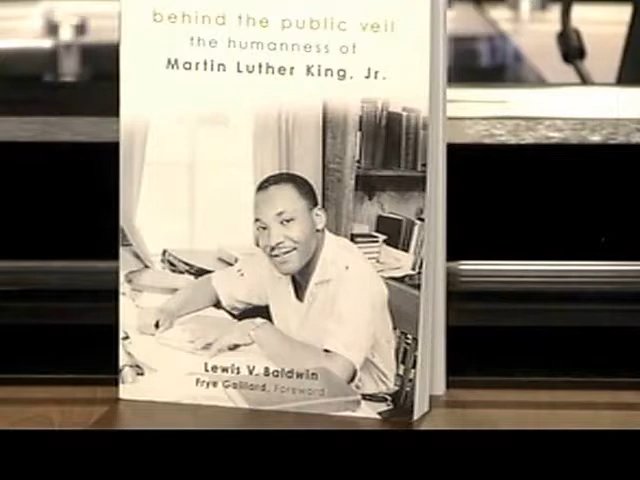 behind the public veil
the humanness of
Martin Luther King, Jr.
Lewis V. Baldwin
Frye Gaillard, Foreword